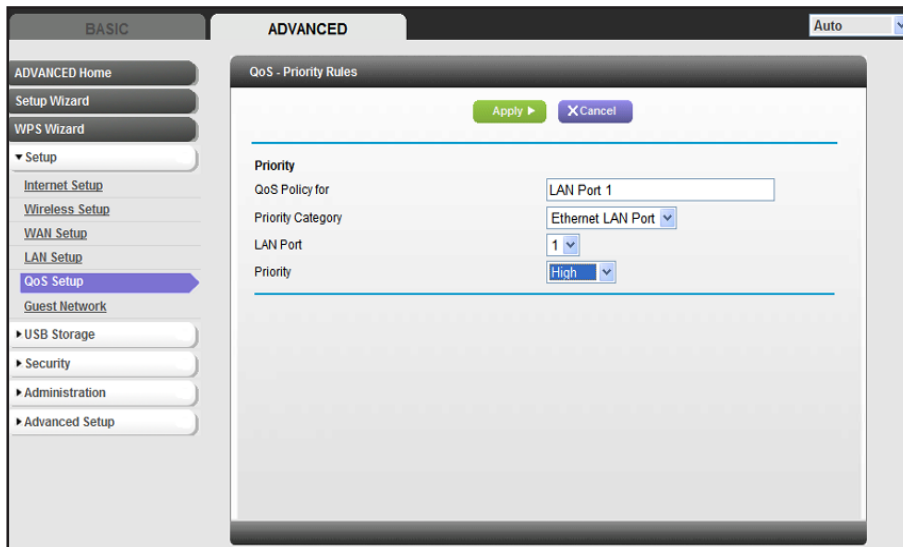 BASIC
ADVANCED
Auto
ADVANCED Home
Setup Wizard
WPS Wizard
Setup
Internet Setup
Wireless Setup
WAN Setup
LAN Setup
QoS Setup
Guest Network
USB Storage
Security
Administration
Advanced Setup
QoS - Priority Rules
Apply
Cancel
Priority
QoS Policy for LAN Port 1
Priority Category Ethernet LAN Port
LAN Port 1
Priority High